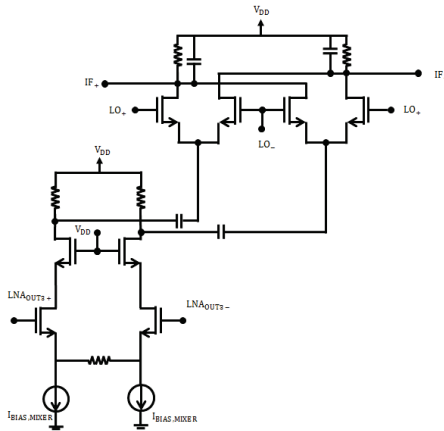 VDD
IF+
IF
LO+
LO+
LO−
VDD
VDD
LNAOUTS+
LNAOUTS−
IBIAS,MIXER
IBIAS,MIXER